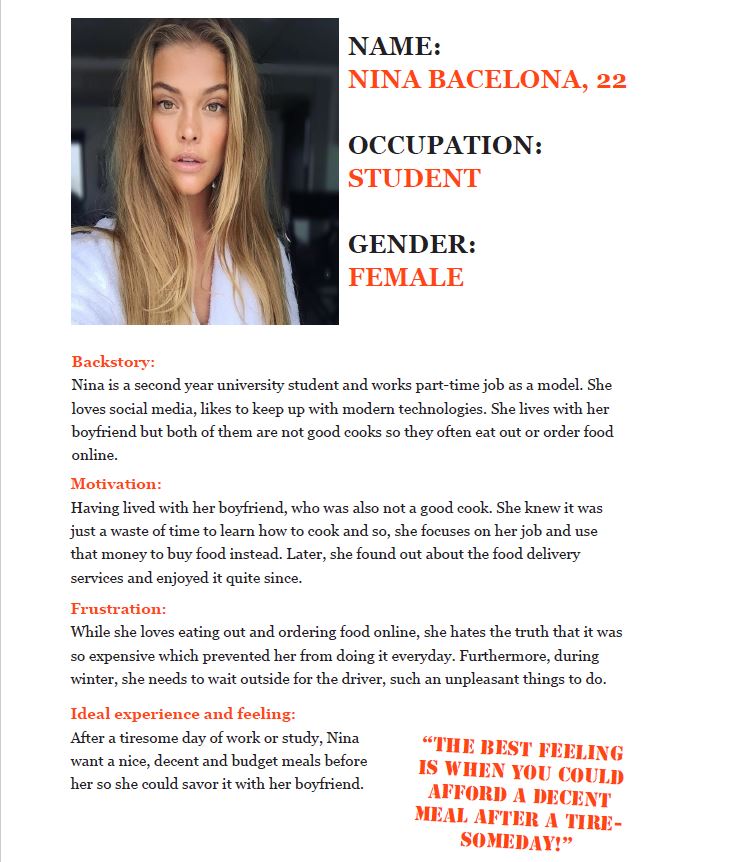 NAME:
NINA BACELONA, 22
OCCUPATION:
STUDENT
GENDER:
FEMALE
Backstory:
Nina is a second year university student and works part-time job as a model. She
loves social media, likes to keep up with modern technologies. She lives with her
boyfriend but both of them are not good cooks so they often eat out or order food
online.
Motivation:
Having lived with her boyfriend, who was also not a good cook. She knew it was
just a waste of time to learn how to cook and so, she focuses on her job and use
that money to buy food instead. Later, she found out about the food delivery
services and enjoyed it quite since.
Frustration:
While she loves eating out and ordering food online, she hates the truth that it was
so expensive which prevented her from doing it everyday. Furthermore, during
winter, she needs to wait outside for the driver, such an unpleasant things to do.
Ideal experience and feeling:
After a tiresome day of work or study, Nina
want a nice, decent and budget meals before
her so she could savor it with her boyfriend.
“THE BEST FEELING
IS WHEN YOU COULD
AFFORD A DECENT
MEAL AFTER A TIRE-
SOMEDAY!”